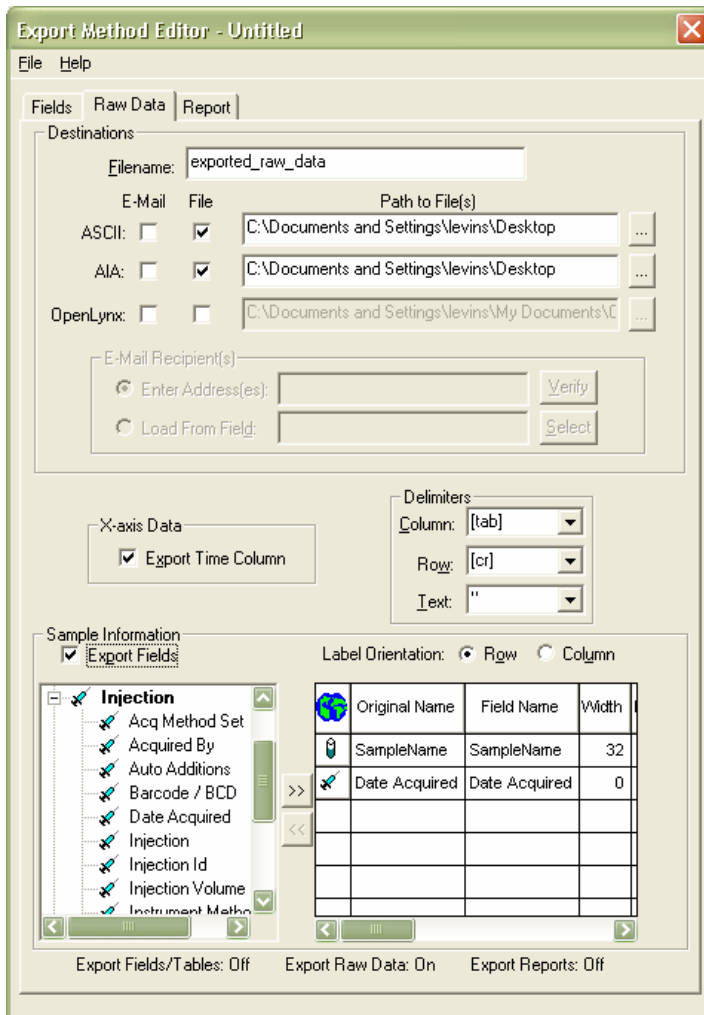 Export Method Editor - Untitled
File Help
Fields Raw Data Report
Destinations
Filename: exported_raw_data
E-Mail File Path to File(s)
ASCII: C:\Documents and Settings\levins\Desktop ...
AIA: C:\Documents and Settings\levins\Desktop ...
OpenLynx: C:\Documents and Settings\levins\My Documents\ ...
E-Mail Recipient(s)
Enter Address(es): Verify
Load From Field: Select
X-axis Data
Export Time Column
Delimiters
Column: [tab]
Row: [cr]
Text: "
Sample Information
Export Fields
Label Orientation: Row Column
Injection
Acq Method Set
Acquired By
Auto Additions
Barcode / BCD
Date Acquired
Injection
Injection Id
Injection Volume
Instrument Metho
>>
<<
Original Name Field Name Width
SampleName SampleName 32
Date Acquired Date Acquired 0
Export Fields/Tables: Off Export Raw Data: On Export Reports: Off